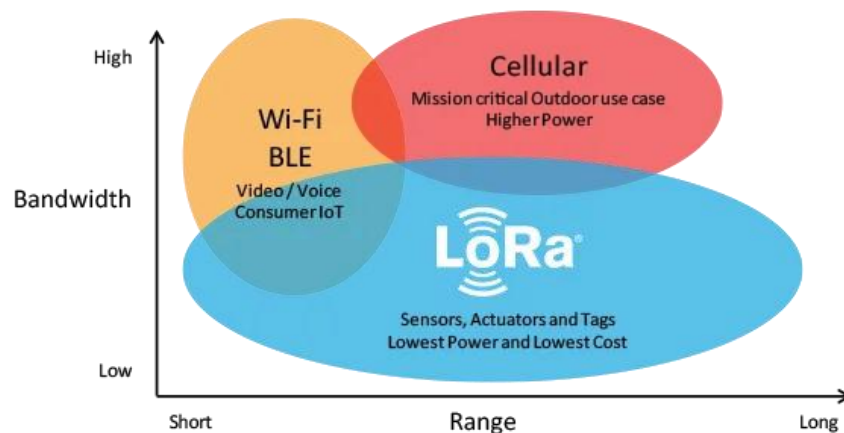 High
Bandwidth
Low
Wi-Fi
BLE
Video / Voice
Consumer IoT
Cellular
Mission critical Outdoor use case
Higher Power
LoRa®
Sensors, Actuators and Tags
Lowest Power and Lowest Cost
Short
Range
Long